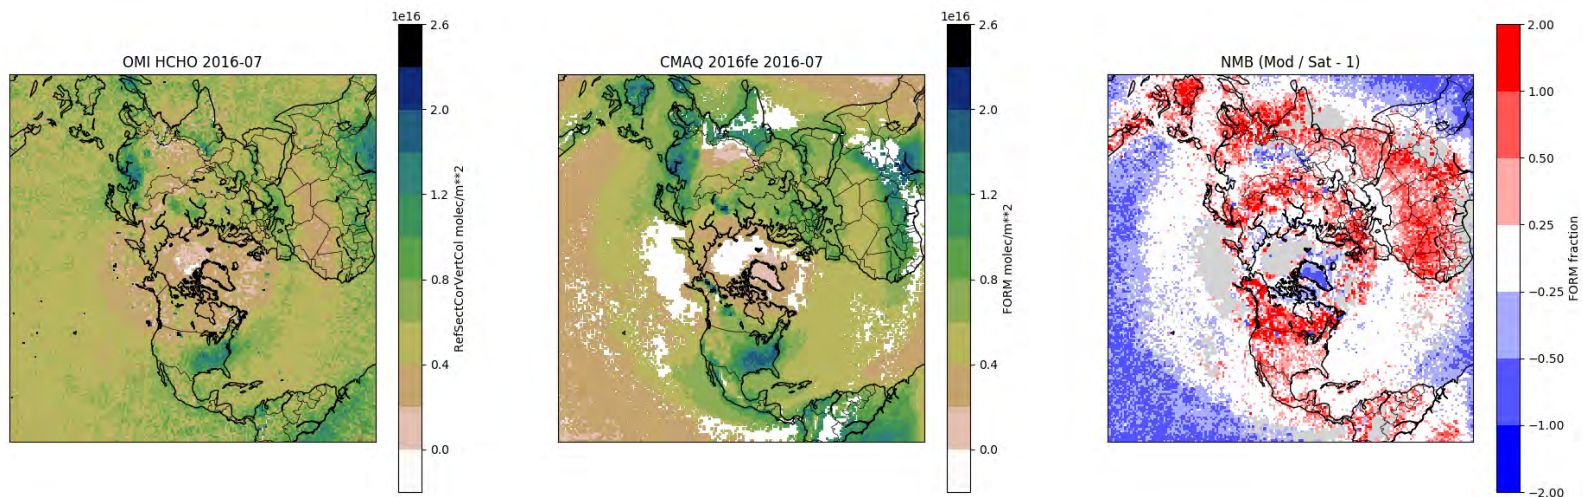 OMI HCHO 2016-07
1e16
2.6
2.0
1.2
0.8
0.4
0.0
RefSectCorVertCol molec/m**2
CMAQ 2016fe 2016-07
1e16
2.6
2.0
1.2
0.8
0.4
0.0
FORM molec/m**2
NMB (Mod / Sat - 1)
2.00
1.00
0.50
0.25
−0.25
−0.50
−1.00
−2.00
FORM fraction